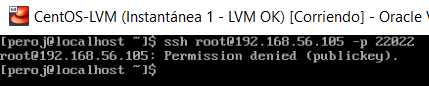 CentOS-LVM (Instantánea 1 - LVM OK) [Corriendo] - Oracle
[peroj@localhost ~]$ ssh root@192.168.56.105 -p 22022
root@192.168.56.105: Permission denied (publickey).
[peroj@localhost ~]$